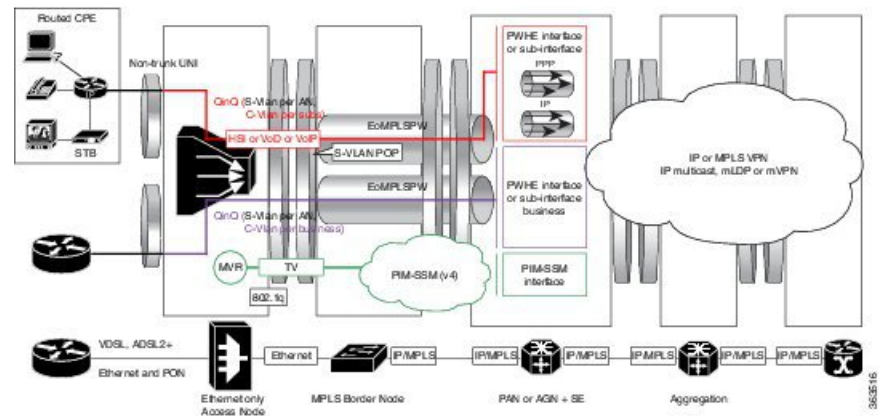 Routed CPE
STB
Non-trunk UNI
QinQ (S-Vlan per AN,
C-Vlan per subs)
HSI or VoD or VoIP
EoMPLSPW
S-VLAN POP
EoMPLSPW
QinQ (S-Vlan per AN,
C-Vlan per business)
MVR
TV
802.1q
PIM-SSM (v4)
PWHE interface
or sub-interface
PPP
IP
PWHE interface
or sub-interface
business
PIM-SSM
interface
IP or MPLS VPN
IP multicast, mLDP or mVPN
VDSL, ADSL2+
Ethernet and PON
Ethernet
IP/MPLS
IP/MPLS
IP/MPLS
IP/MPLS
IP/MPLS
IP/MPLS
Ethernet only
Access Node
MPLS Border Node
PAN or AGN + SE
Aggregation
363516